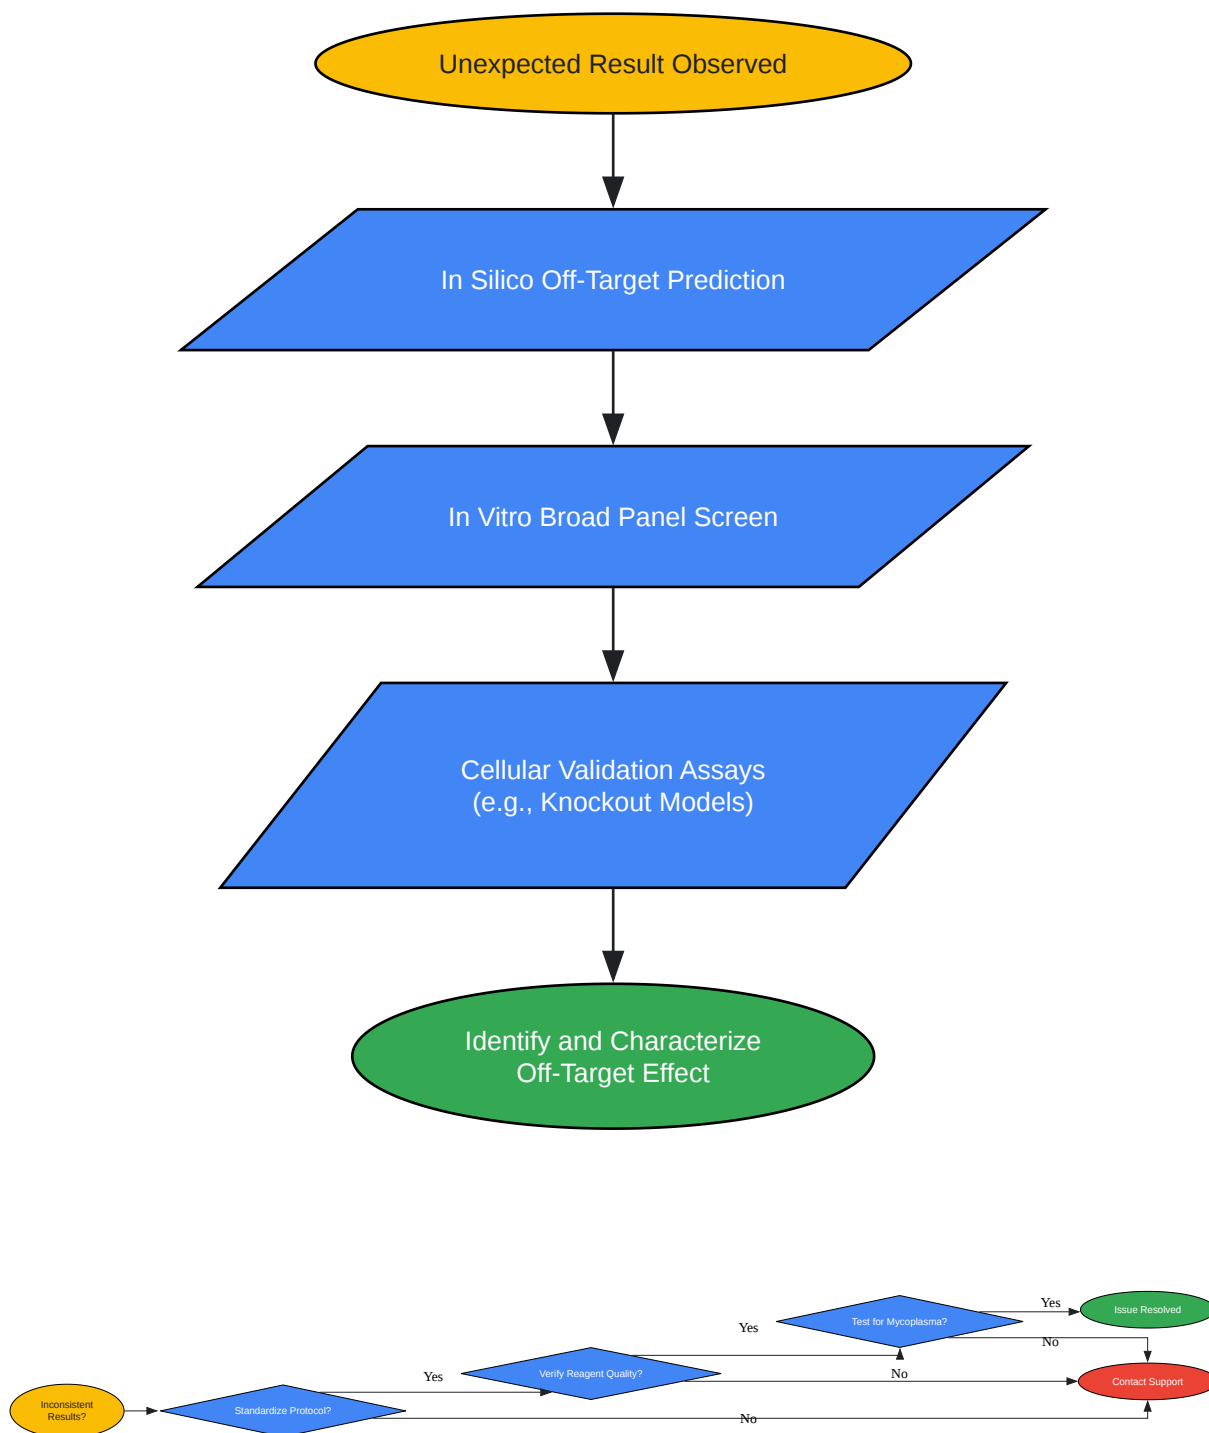 Unexpected Result Observed
In Silico Off-Target Prediction
In Vitro Broad Panel Screen
Cellular Validation Assays
(e.g., Knockout Models)
Identify and Characterize
Off-Target Effect
Inconsistent
Results?
Standardize Protocol?
Yes
No
Verify Reagent Quality?
Yes
No
Test for Mycoplasma?
Yes
No
Issue Resolved
Contact Support